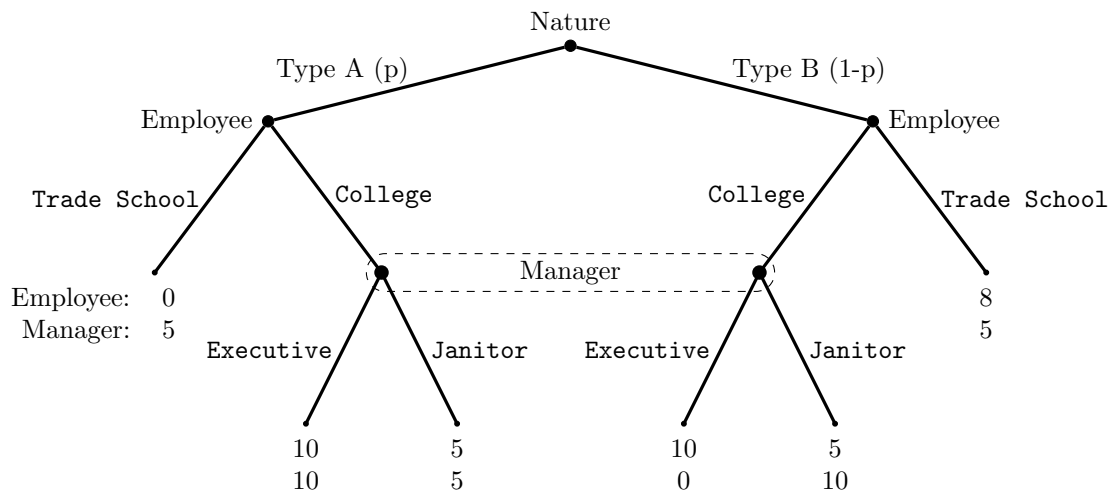 Nature
Type A (p) Type B (1-p)
Employee Employee
Trade School College College Trade School
Manager
Employee: 0 8
Manager: 5 5
Executive Janitor Executive Janitor
10 5 10 5
10 5 0 10